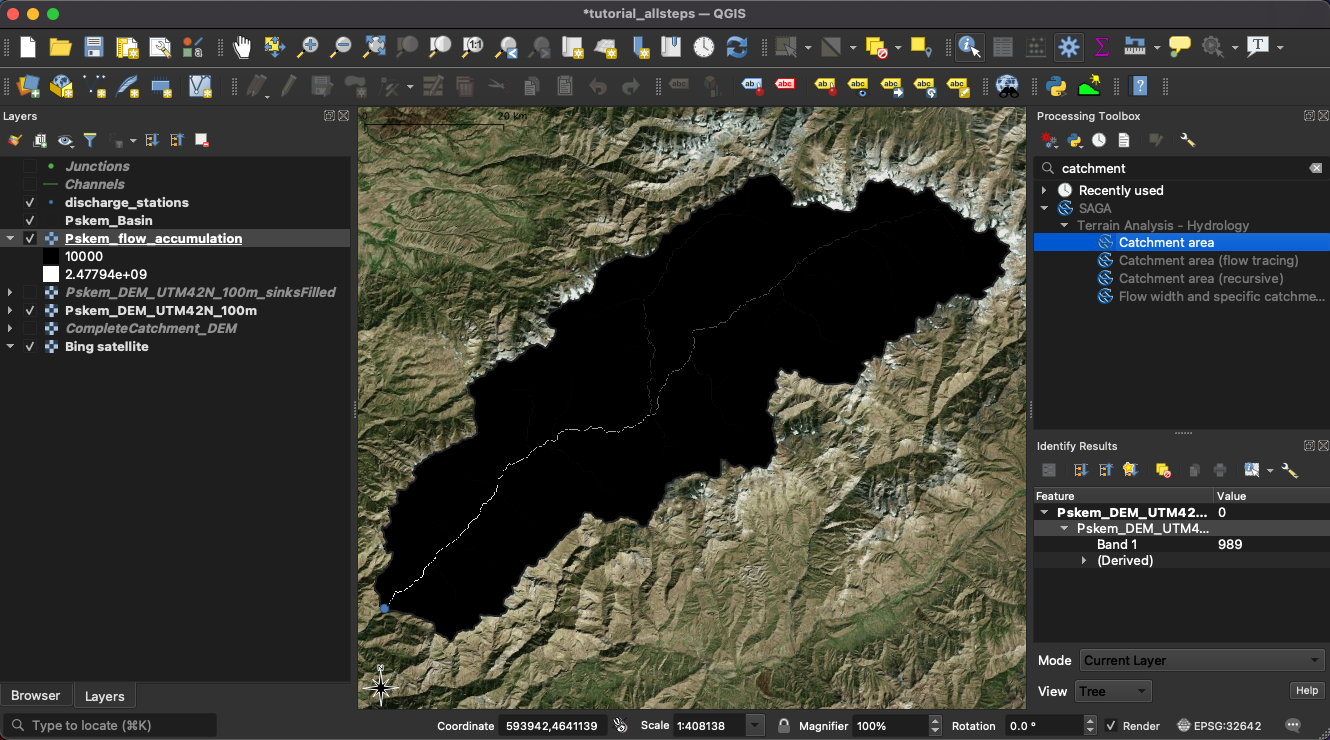 *tutorial_allsteps — QGIS
Layers
Junctions
Channels
discharge_stations
Pskem_Basin
Pskem_flow_accumulation
10000
2.47794e+09
Pskem_DEM_UTM42N_100m_sinksFilled
Pskem_DEM_UTM42N_100m
CompleteCatchment_DEM
Bing satellite
Browser
Layers
0
20 km
N
Processing Toolbox
catchment
Recently used
SAGA
Terrain Analysis - Hydrology
Catchment area
Catchment area (flow tracing)
Catchment area (recursive)
Flow width and specific catchme...
Identify Results
Feature Value
Pskem_DEM_UTM42... 0
Pskem_DEM_UTM4...
Band 1 989
(Derived)
Mode Current Layer
View Tree Help
Type to locate (⌘K) Coordinate 593942,4641139 Scale 1:408138 Magnifier 100% Rotation 0.0 ° Render EPSG:32642